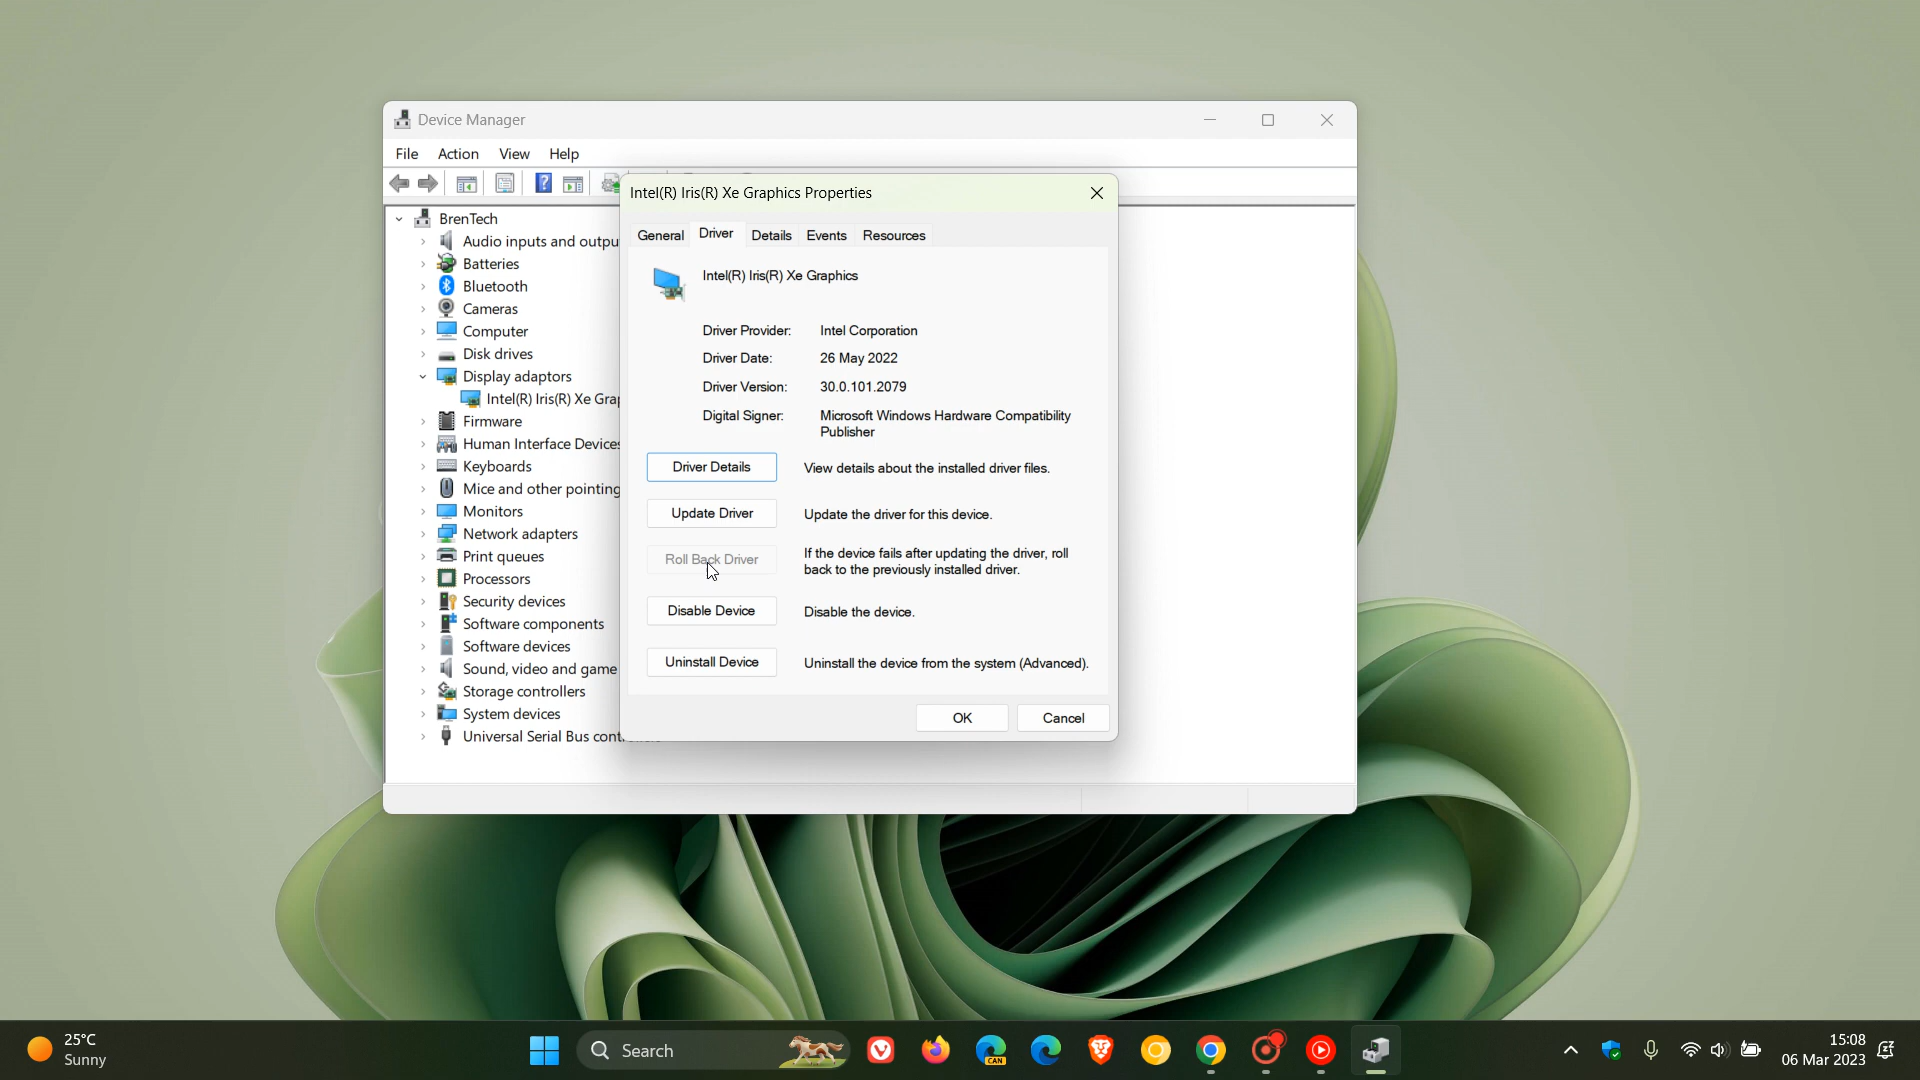 Device Manager
File Action View Help
BrenTech
Audio inputs and outpu
Batteries
Bluetooth
Cameras
Computer
Disk drives
Display adaptors
Intel(R) Iris(R) Xe Grap
Firmware
Human Interface Devices
Keyboards
Mice and other pointing
Monitors
Network adapters
Print queues
Processors
Security devices
Software components
Software devices
Sound, video and game
Storage controllers
System devices
Universal Serial Bus cont
Intel(R) Iris(R) Xe Graphics Properties
General Driver Details Events Resources
Intel(R) Iris(R) Xe Graphics
Driver Provider: Intel Corporation
Driver Date: 26 May 2022
Driver Version: 30.0.101.2079
Digital Signer: Microsoft Windows Hardware Compatibility
Publisher
Driver Details View details about the installed driver files.
Update Driver Update the driver for this device.
Roll Back Driver If the device fails after updating the driver, roll
back to the previously installed driver.
Disable Device Disable the device.
Uninstall Device Uninstall the device from the system (Advanced).
OK Cancel
25°C
Sunny
Search
CAN
15:08
06 Mar 2023